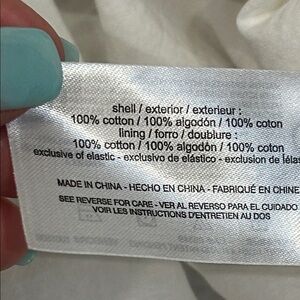 shell / exterior / exterieur :
100% cotton / 100% algodón / 100% coton
lining / forro / doublure :
100% cotton / 100% algodón / 100% coton
exclusive of elastic - exclusivo de elástico - exclusion de l'élas
MADE IN CHINA - HECHO EN CHINA - FABRIQUÉ EN CHINE
SEE REVERSE FOR CARE - VER AL REVERSO PARA EL CUIDADO
VOIR LES INSTRUCTIONS D'ENTRETIEN AU DOS